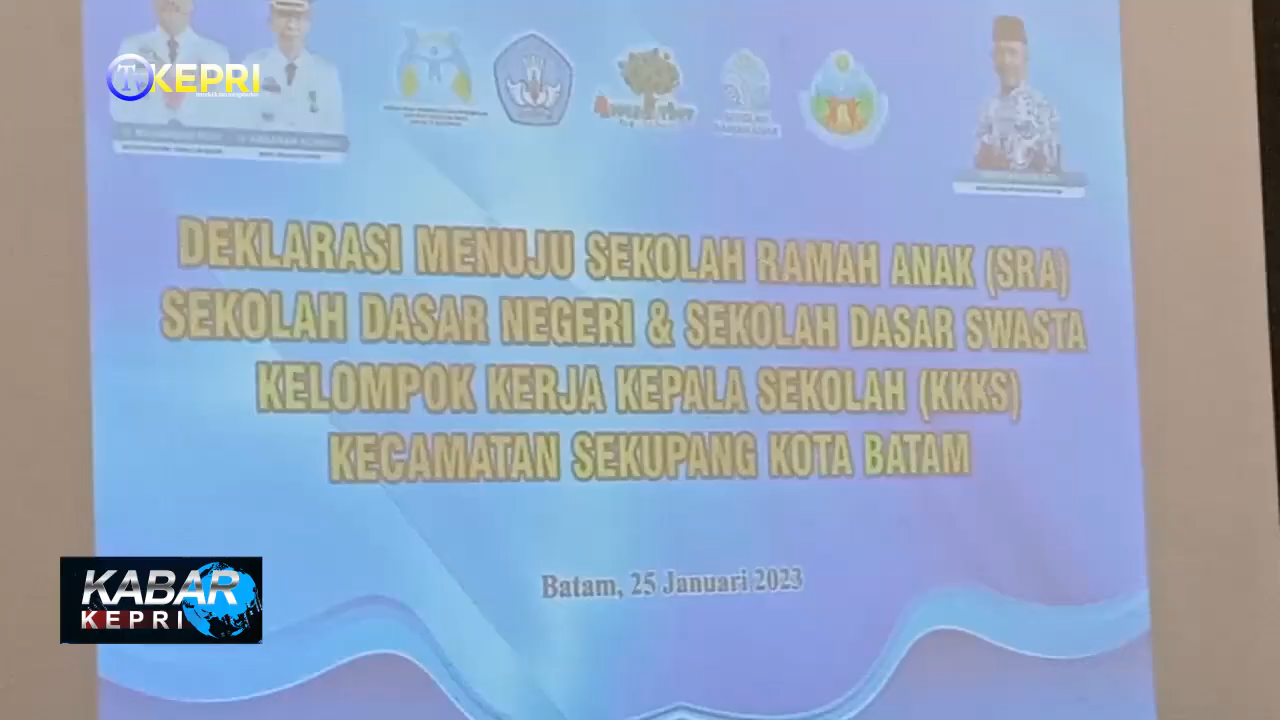 TV KEPRI
DEKLARASI MENUJU SEKOLAH RAMAH ANAK (SRA)
SEKOLAH DASAR NEGERI & SEKOLAH DASAR SWASTA
KELOMPOK KERJA KEPALA SEKOLAH (KKKS)
KECAMATAN SEKUPANG KOTA BATAM
Batam, 25 Januari 2023
KABAR
KEPRI